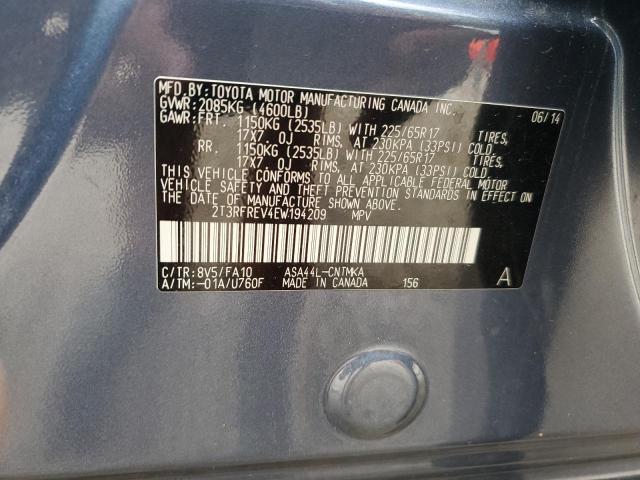 MFD. BY: TOYOTA MOTOR MANUFACTURING CANADA INC.
GVWR: 2085KG (4600LB) 06/14
GAWR: FRT. 1150KG (2535LB) WITH 225/65R17 TIRES,
17X7.0J RIMS, AT 230KPA (33PSI) COLD
RR. 1150KG (2535LB) WITH 225/65R17 TIRES,
17X7.0J RIMS, AT 230KPA (33PSI) COLD
THIS VEHICLE CONFORMS TO ALL APPLICABLE FEDERAL MOTOR
VEHICLE SAFETY AND THEFT PREVENTION STANDARDS IN EFFECT ON
THE DATE OF MANUFACTURE SHOWN ABOVE.
2T3RFREV4EW194209 MPV
C/TR: 8V5/FA10 ASA44L-CNTMKA
A/TM: -01A/U760F MADE IN CANADA 156 A